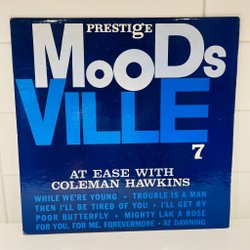 PRESTIGE
MOODS
VILLE
7
AT EASE WITH
COLEMAN HAWKINS
WHILE WE'RE YOUNG • TROUBLE IS A MAN
THEN I'LL BE TIRED OF YOU • I'LL GET BY
POOR BUTTERFLY • MIGHTY LAK A ROSE
FOR YOU, FOR ME, FOREVERMORE • AT DAWNING